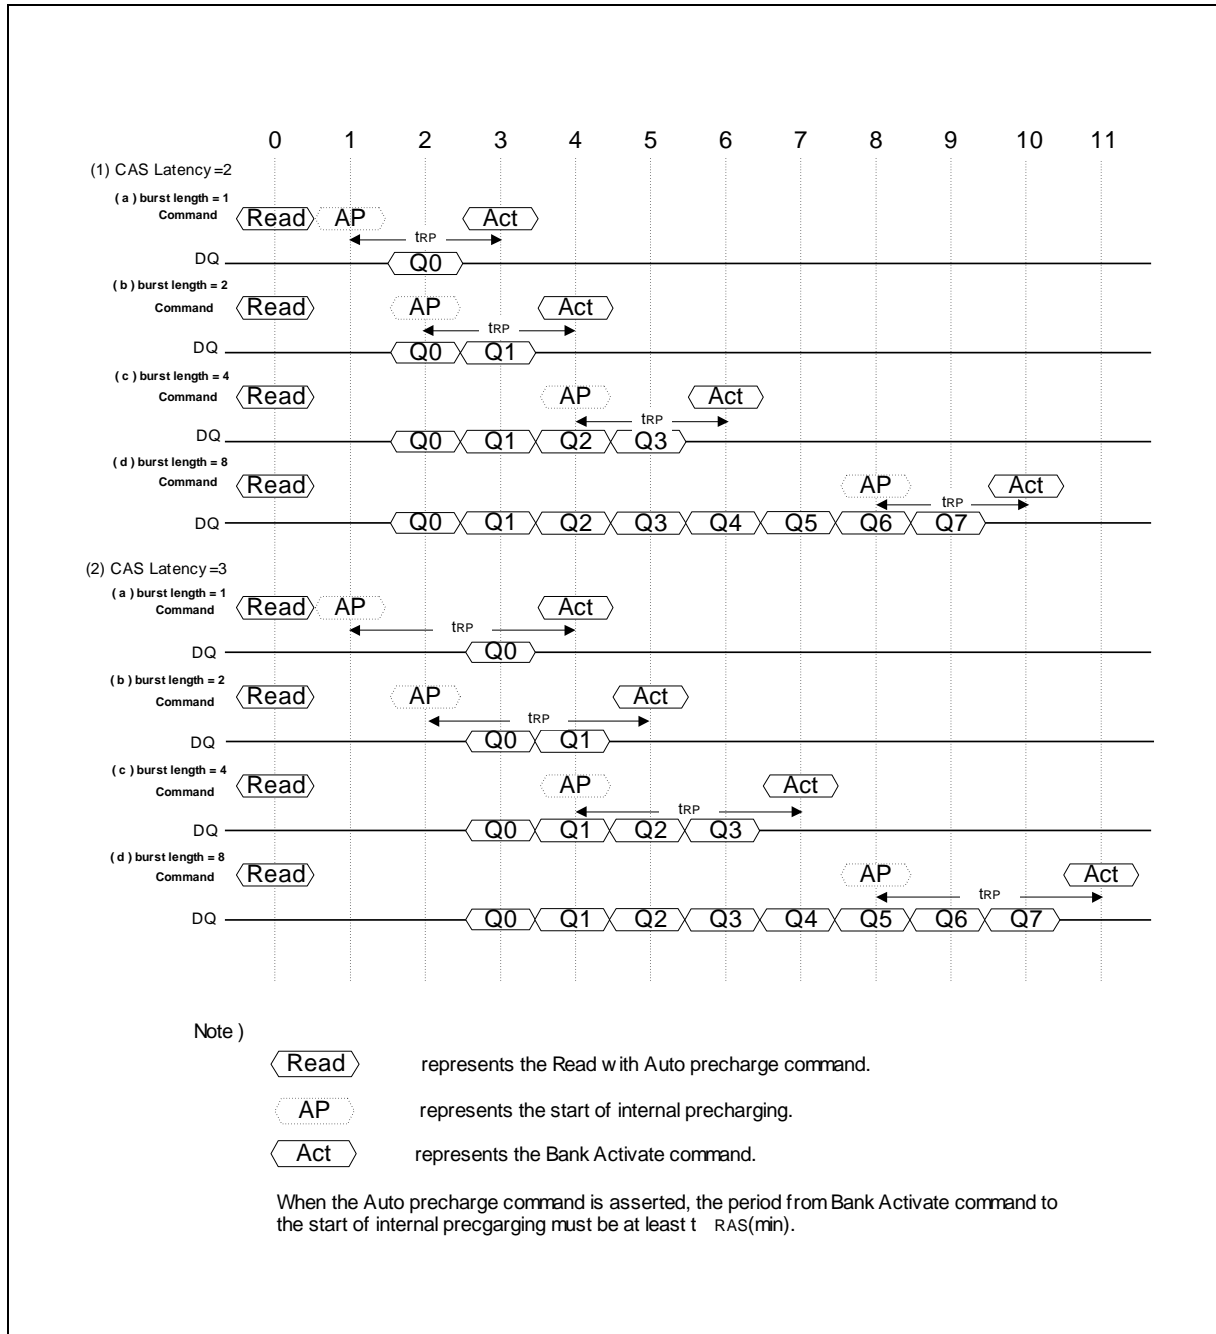 0 1 2 3 4 5 6 7 8 9 10 11
(1) CAS Latency=2
( a ) burst length = 1
Command Read AP Act
tRP
DQ Q0
( b ) burst length = 2
Command Read AP Act
tRP
DQ Q0 Q1
( c ) burst length = 4
Command Read AP Act
tRP
DQ Q0 Q1 Q2 Q3
( d ) burst length = 8
Command Read AP Act
tRP
DQ Q0 Q1 Q2 Q3 Q4 Q5 Q6 Q7
(2) CAS Latency=3
( a ) burst length = 1
Command Read AP Act
tRP
DQ Q0
( b ) burst length = 2
Command Read AP Act
tRP
DQ Q0 Q1
( c ) burst length = 4
Command Read AP Act
tRP
DQ Q0 Q1 Q2 Q3
( d ) burst length = 8
Command Read AP Act
tRP
DQ Q0 Q1 Q2 Q3 Q4 Q5 Q6 Q7
Note )
Read represents the Read with Auto precharge command.
AP represents the start of internal precharging.
Act represents the Bank Activate command.
When the Auto precharge command is asserted, the period from Bank Activate command to
the start of internal precgarging must be at least t RAS(min).